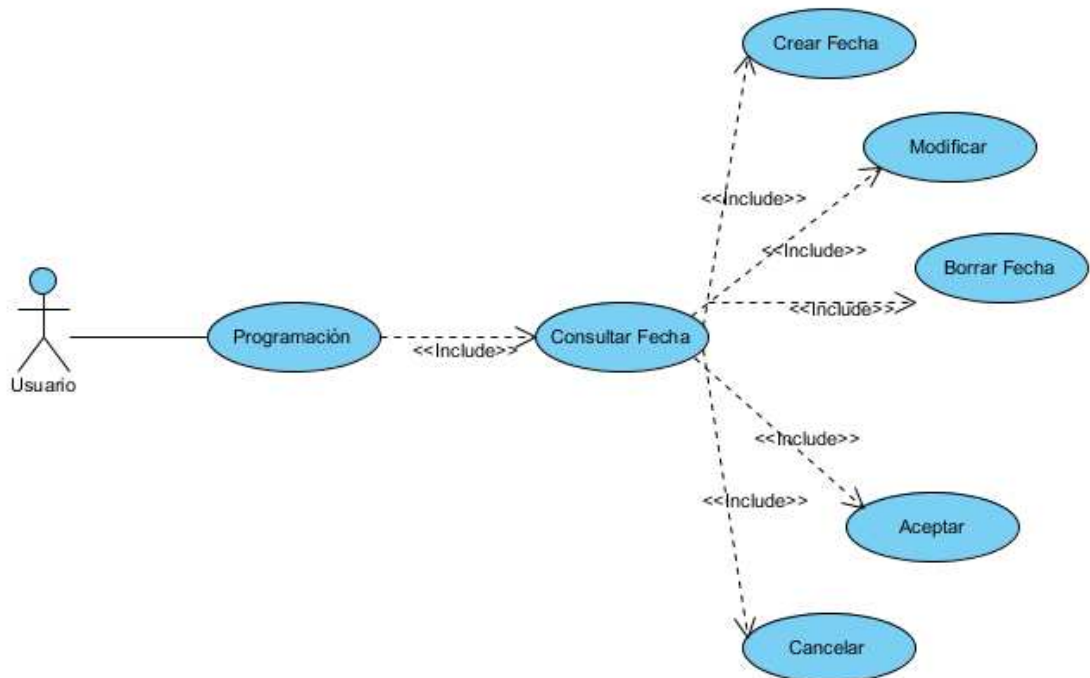 Crear Fecha
Modificar
<<Include>>
<<Include>>
Borrar Fecha
<<Include>>
Programación
<<Include>>
Consultar Fecha
Usuario
<<Include>>
<<Include>>
Aceptar
Cancelar